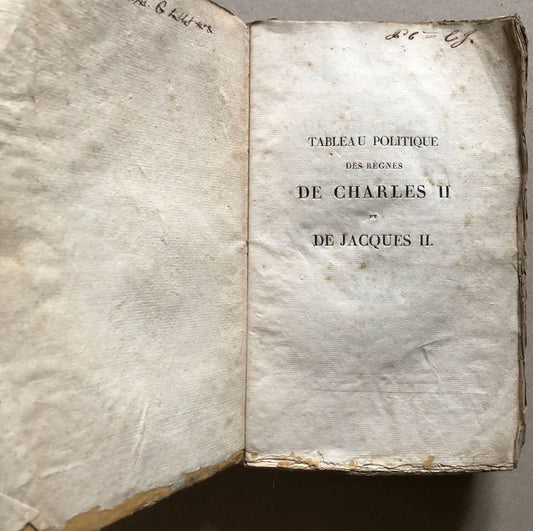 TABLEAU POLITIQUE
DES RÈGNES
DE CHARLES II
ET
DE JACQUES II.